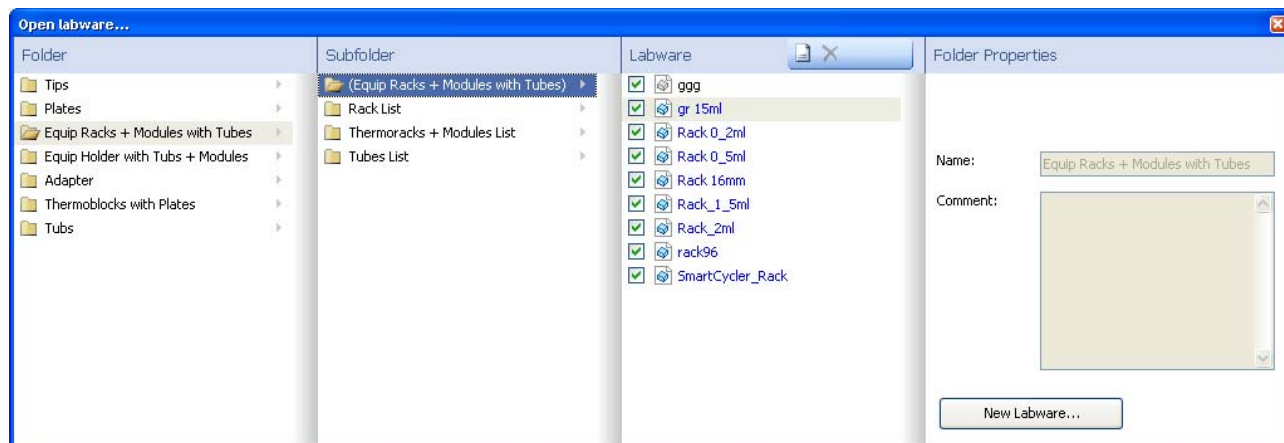 Open labware...
Folder
Tips
Plates
Equip Racks + Modules with Tubes
Equip Holder with Tubs + Modules
Adapter
Thermoblocks with Plates
Tubs
Subfolder
(Equip Racks + Modules with Tubes)
Rack List
Thermoracks + Modules List
Tubes List
Labware
ggg
gr 15ml
Rack 0_2ml
Rack 0_5ml
Rack 16mm
Rack_1_5ml
Rack_2ml
rack96
SmartCycler_Rack
Folder Properties
Name:
Equip Racks + Modules with Tubes
Comment:
New Labware...